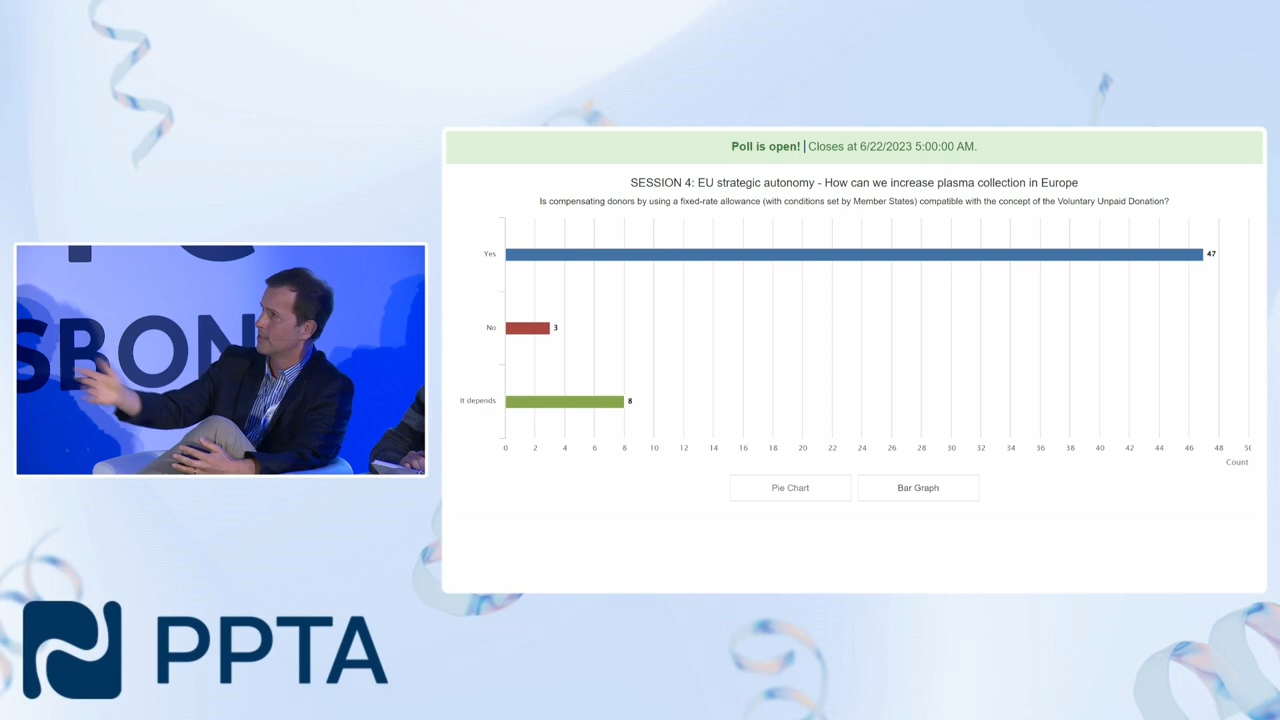 Poll is open! Closes at 6/22/2023 5:00:00 AM.
SESSION 4: EU strategic autonomy - How can we increase plasma collection in Europe
Is compensating donors by using a fixed-rate allowance (with conditions set by Member States) compatible with the concept of the Voluntary Unpaid Donation?
Yes 47
No 3
It depends 8
0 2 4 6 8 10 12 14 16 18 20 22 24 26 28 30 32 34 36 38 40 42 44 46 48
Count
Pie Chart Bar Graph
SBON
PPTA